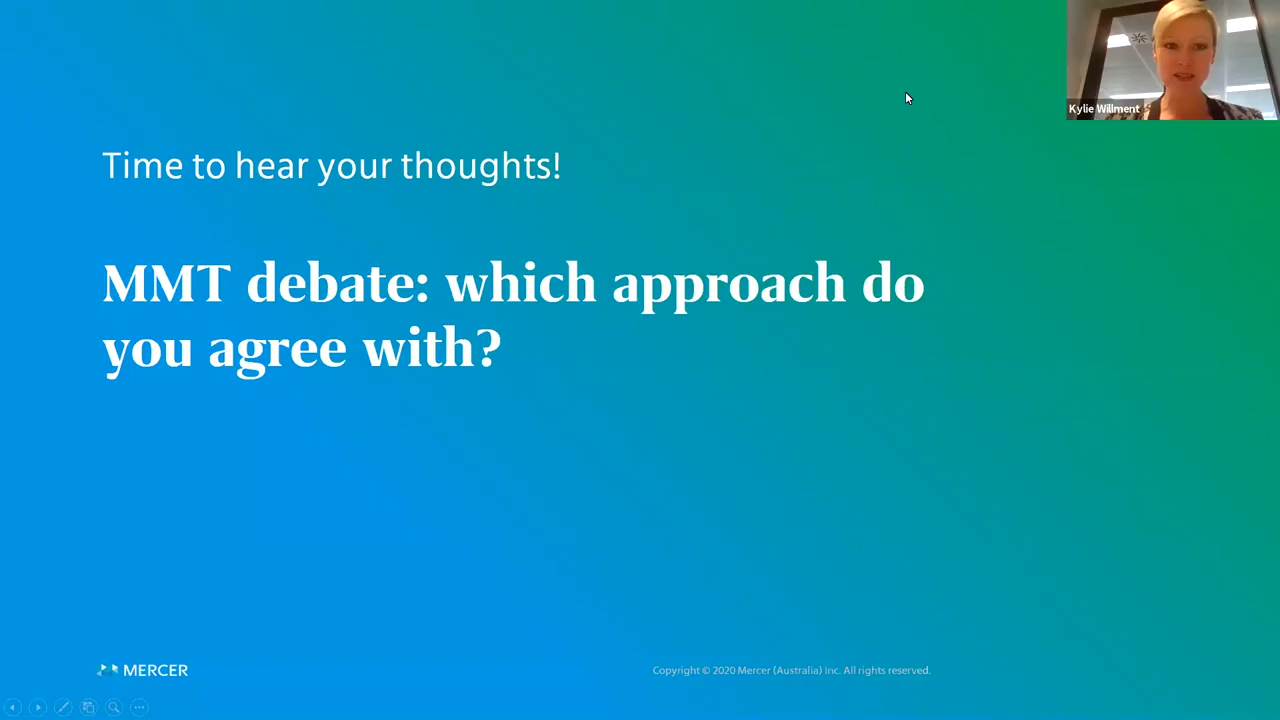 Kylie Willment
Time to hear your thoughts!
MMT debate: which approach do
you agree with?
MERCER
Copyright © 2020 Mercer (Australia) Inc. All rights reserved.